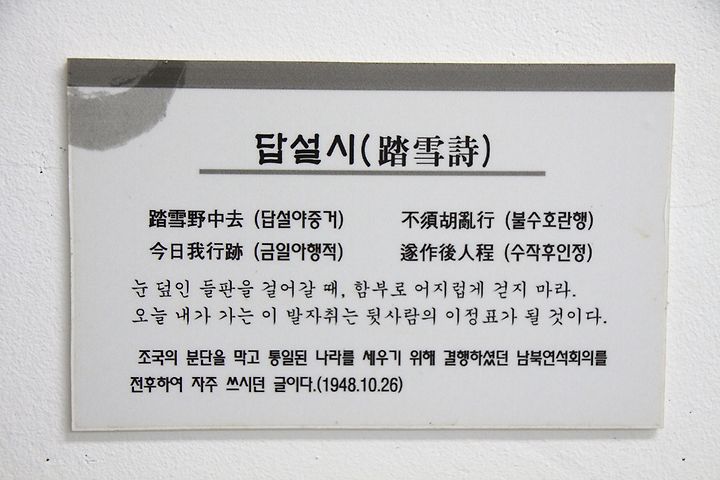 답설시(踏雪詩)
踏雪野中去 (답설야중거) 不須胡亂行 (불수호란행)
今日我行跡 (금일아행적) 遂作後人程 (수작후인정)
눈 덮인 들판을 걸어갈 때, 함부로 어지럽게 걷지 마라.
오늘 내가 가는 이 발자취는 뒷사람의 이정표가 될 것이다.
조국의 분단을 막고 통일된 나라를 세우기 위해 결행하셨던 남북연석회의를
전후하여 자주 쓰시던 글이다.(1948.10.26)